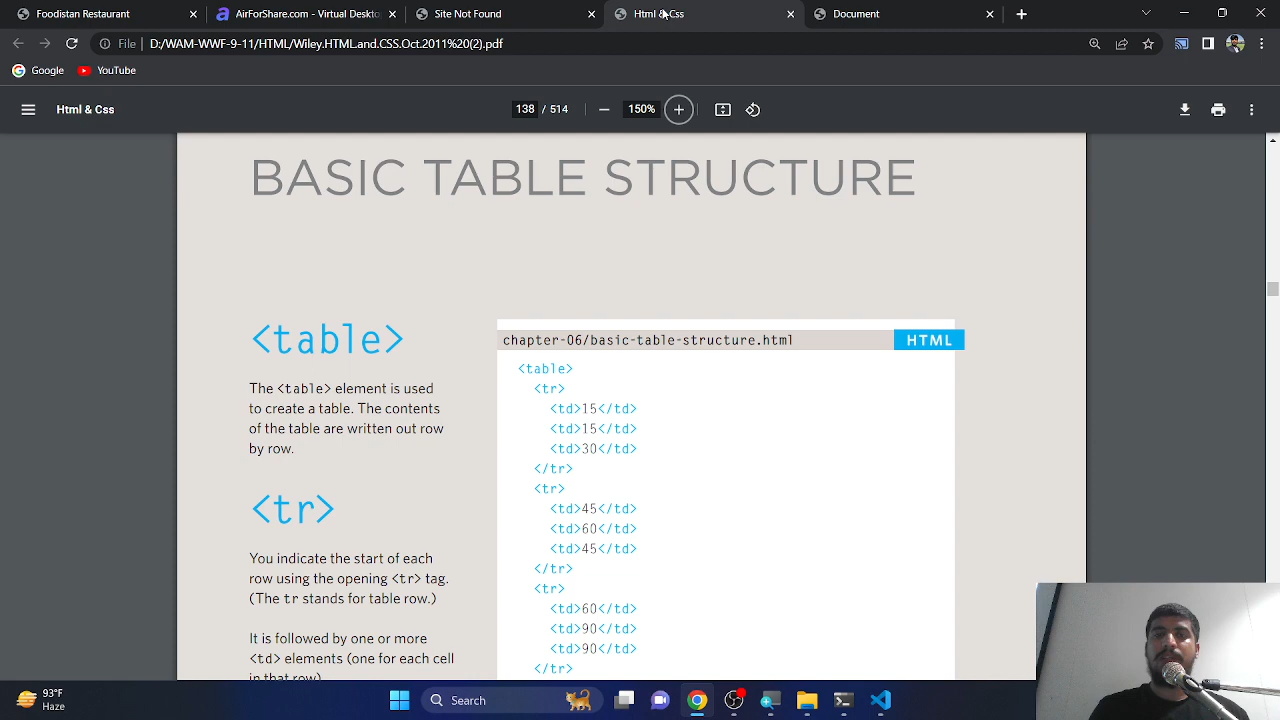 Foodistan Restaurant
AirForShare.com - Virtual Deskto
Site Not Found
Html & Css
Document
File
D:/WAM-WWF-9-11/HTML/Wiley.HTMLand.CSS.Oct.2011%20(2).pdf
Google
YouTube
Html & Css
138 / 514
150%
BASIC TABLE STRUCTURE
<table>
The <table> element is used
to create a table. The contents
of the table are written out row
by row.
<tr>
You indicate the start of each
row using the opening <tr> tag.
(The tr stands for table row.)
It is followed by one or more
<td> elements (one for each cell
in that row)
chapter-06/basic-table-structure.html
HTML
<table>
<tr>
<td>15</td>
<td>15</td>
<td>30</td>
</tr>
<tr>
<td>45</td>
<td>60</td>
<td>45</td>
</tr>
<tr>
<td>60</td>
<td>90</td>
<td>90</td>
</tr>
93°F
Haze
Search